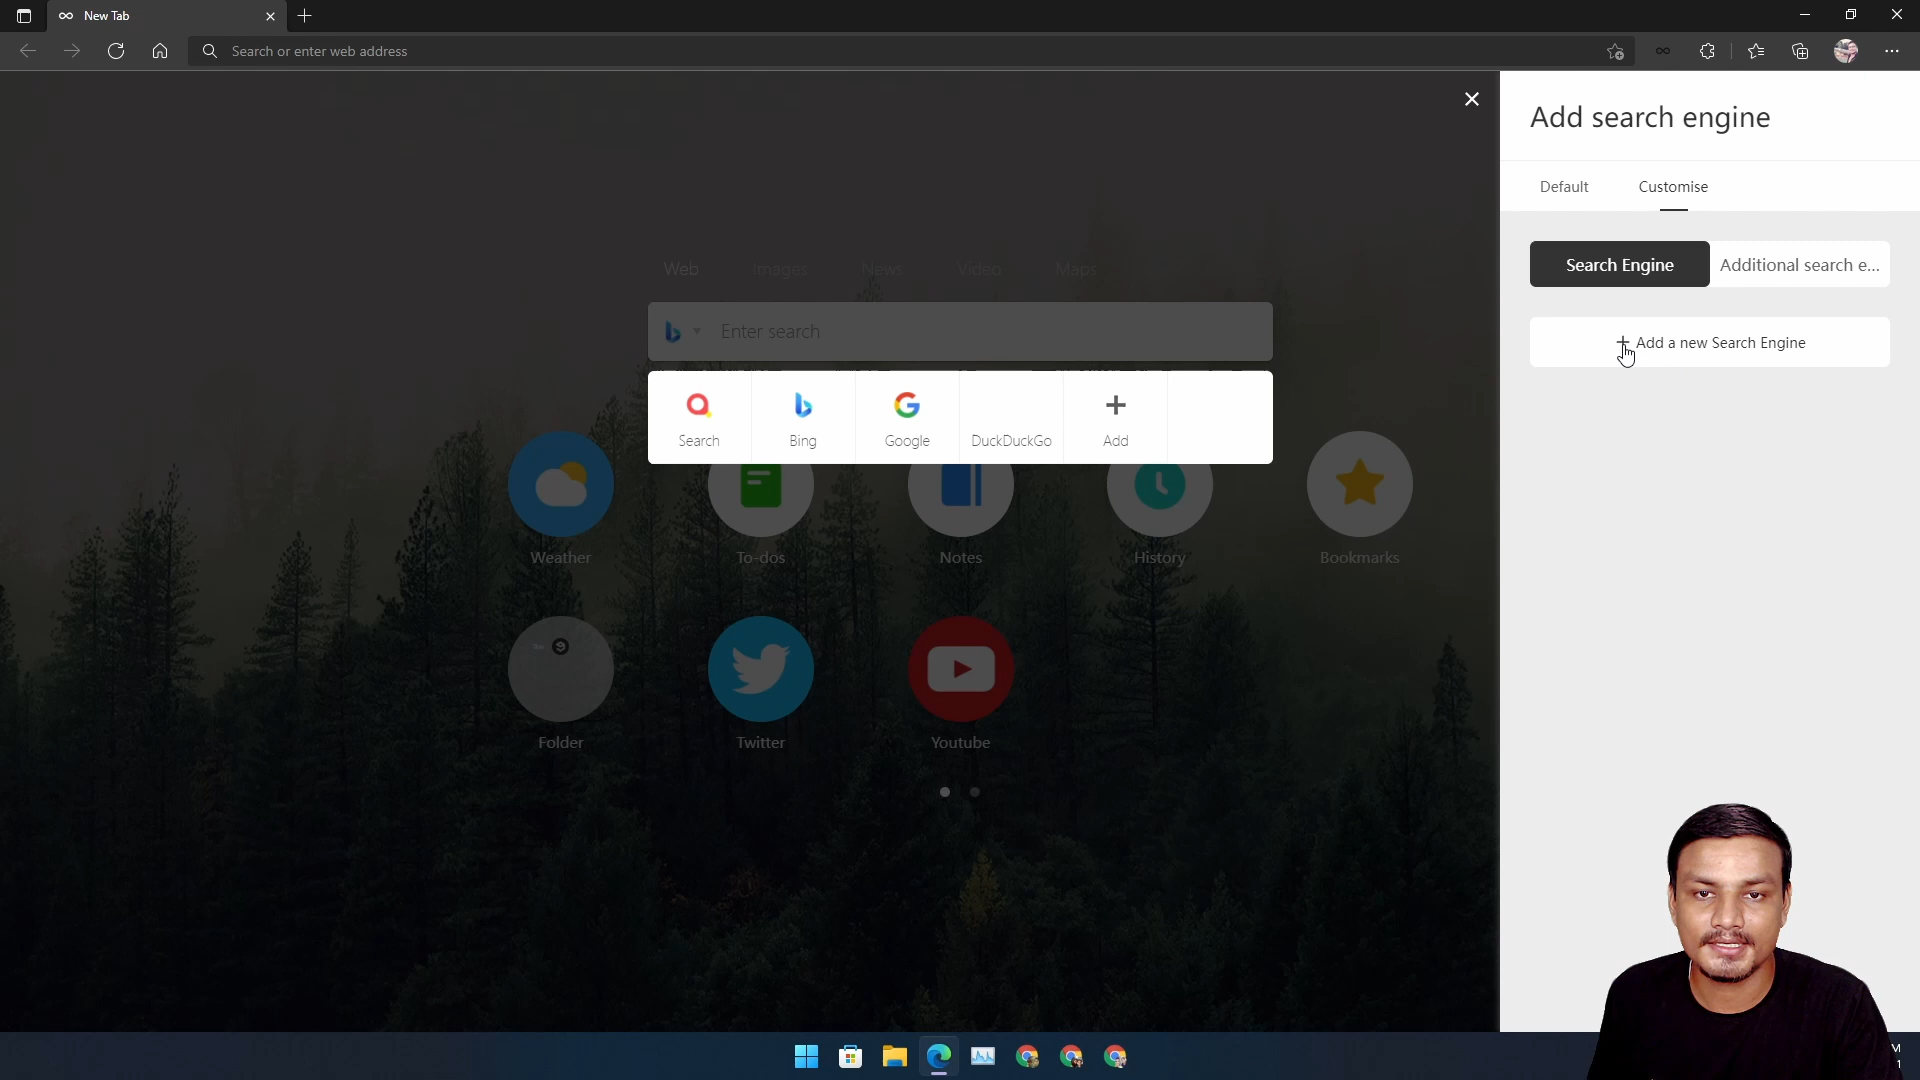 New Tab
Search or enter web address
Add search engine
Default
Customise
Search Engine
Additional search e...
Add a new Search Engine
Web
Images
News
Video
Maps
Enter search
Search
Bing
Google
DuckDuckGo
Add
Weather
To-dos
Notes
History
Bookmarks
Folder
Twitter
Youtube
M
1